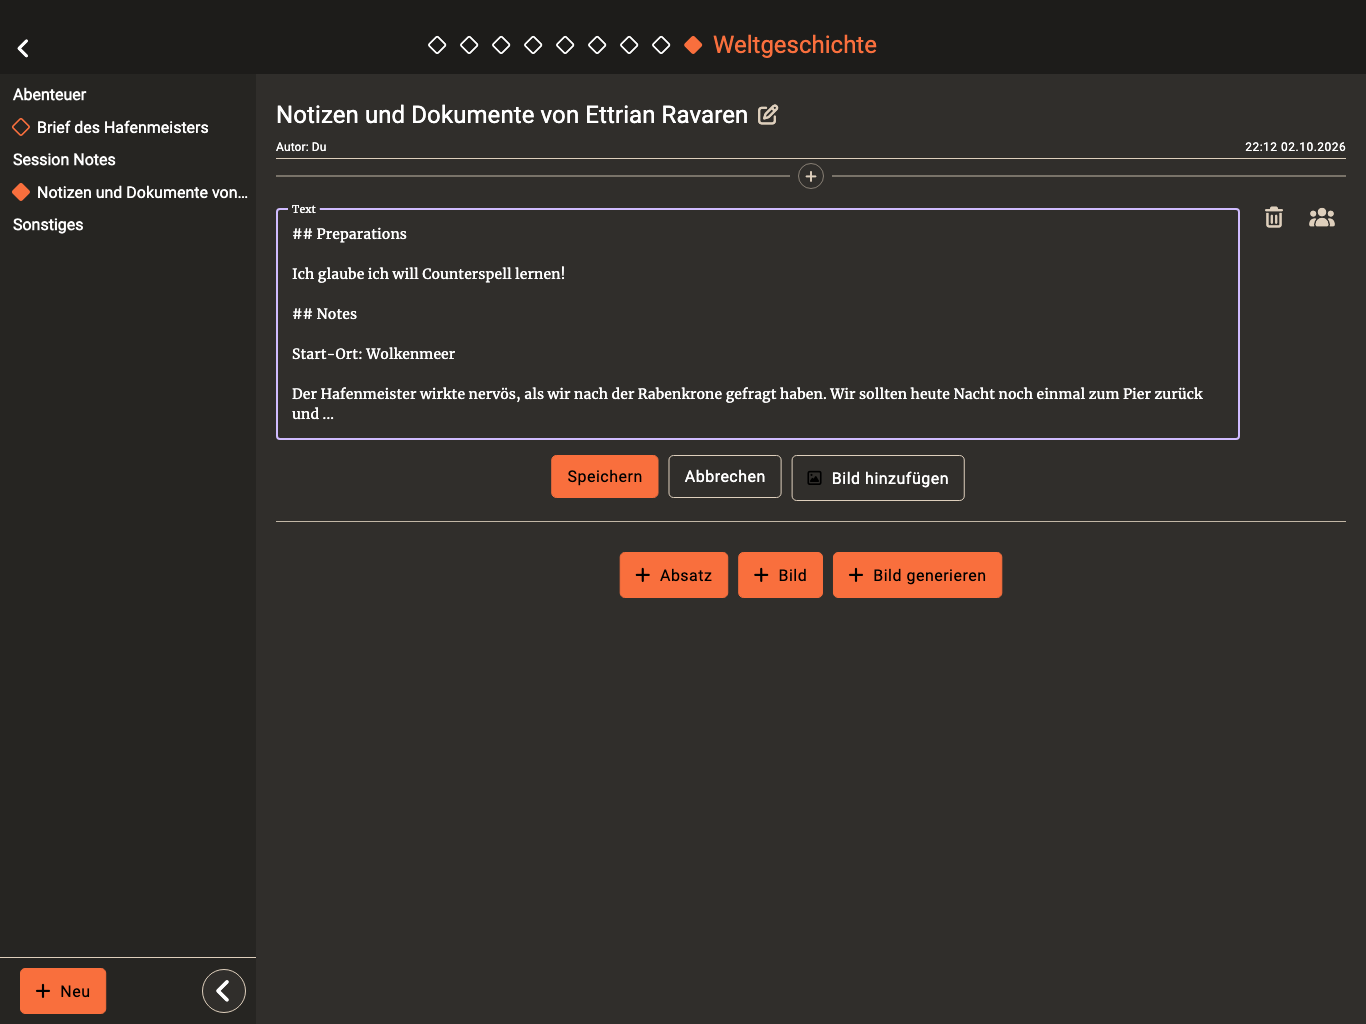 Weltgeschichte
Abenteuer
Brief des Hafenmeisters
Session Notes
Notizen und Dokumente von...
Sonstiges
Neu
Notizen und Dokumente von Ettrian Ravaren
Autor: Du
22:12 02.10.2026
Text
## Preparations
Ich glaube ich will Counterspell lernen!
## Notes
Start-Ort: Wolkenmeer
Der Hafenmeister wirkte nervös, als wir nach der Rabenkrone gefragt haben. Wir sollten heute Nacht noch einmal zum Pier zurück
und ...
Speichern
Abbrechen
Bild hinzufügen
+ Absatz
+ Bild
+ Bild generieren